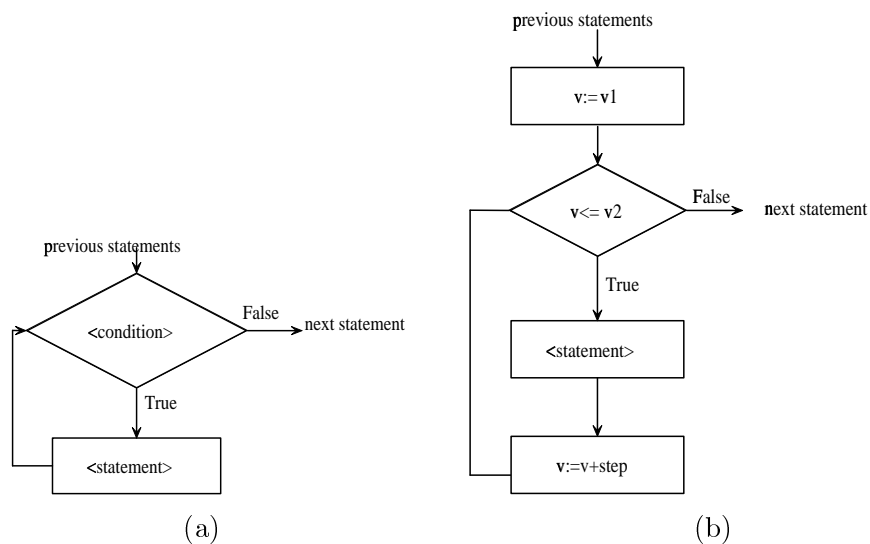 previous statements
<condition>
False
next statement
True
<statement>
(a)
previous statements
v:= v1
v<= v2
False
next statement
True
<statement>
v:=v+step
(b)